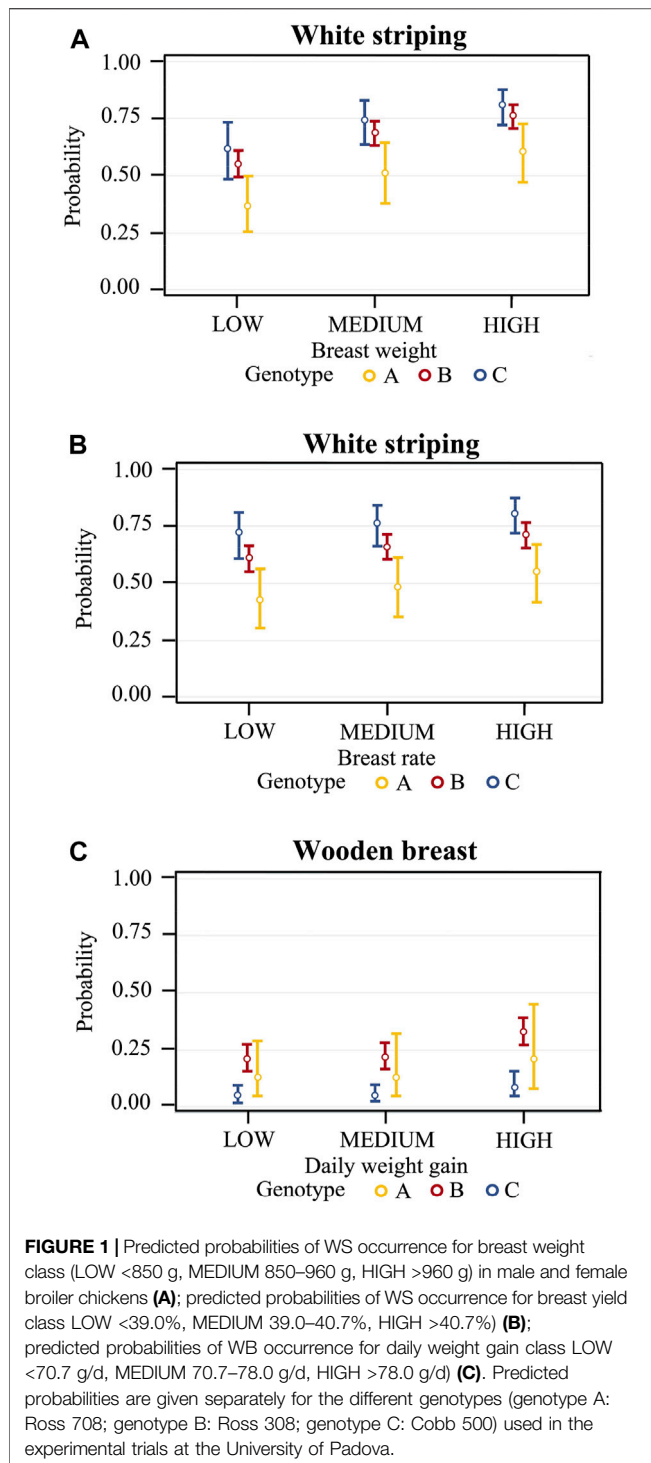 A
White striping
1.00
0.75
0.50
0.25
0.00
Probability
LOW MEDIUM HIGH
Breast weight
Genotype A B C
B
White striping
1.00
0.75
0.50
0.25
0.00
Probability
LOW MEDIUM HIGH
Breast rate
Genotype A B C
C
Wooden breast
1.00
0.75
0.50
0.25
0.00
Probability
LOW MEDIUM HIGH
Daily weight gain
Genotype A B C
FIGURE 1 | Predicted probabilities of WS occurrence for breast weight
class (LOW <850 g, MEDIUM 850–960 g, HIGH >960 g) in male and female
broiler chickens (A); predicted probabilities of WS occurrence for breast yield
class LOW <39.0%, MEDIUM 39.0–40.7%, HIGH >40.7%) (B);
predicted probabilities of WB occurrence for daily weight gain class LOW
<70.7 g/d, MEDIUM 70.7–78.0 g/d, HIGH >78.0 g/d) (C). Predicted
probabilities are given separately for the different genotypes (genotype A:
Ross 708; genotype B: Ross 308; genotype C: Cobb 500) used in the
experimental trials at the University of Padova.